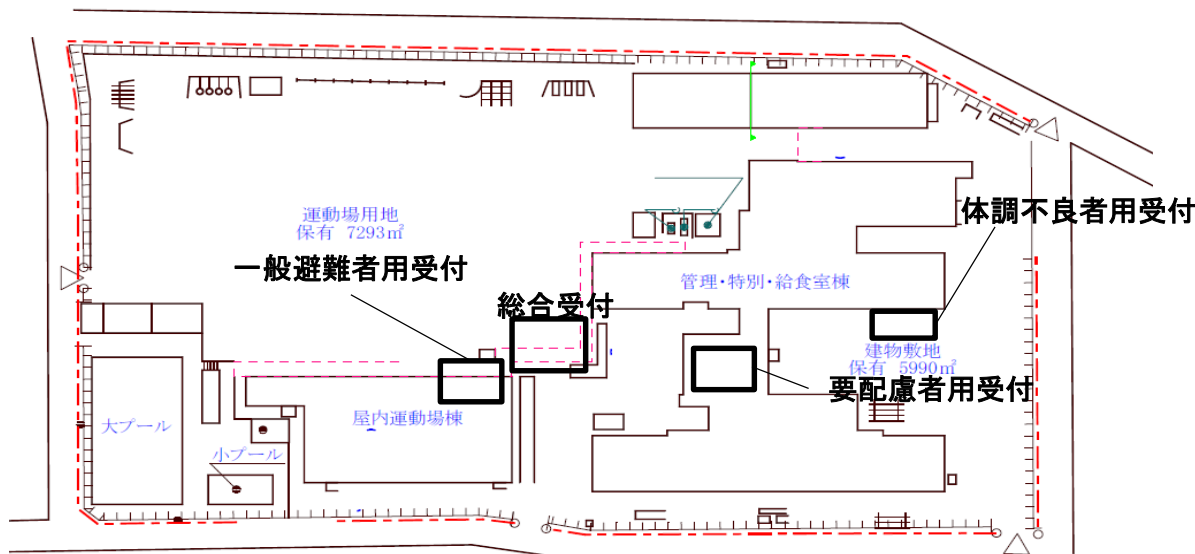 体調不良者用受付
運動場用地
保有 7293㎡
一般避難者用受付
管理・特別・給食室棟
総合受付
建物敷地
保有 5990㎡
要配慮者用受付
屋内運動場棟
大プール
小プール